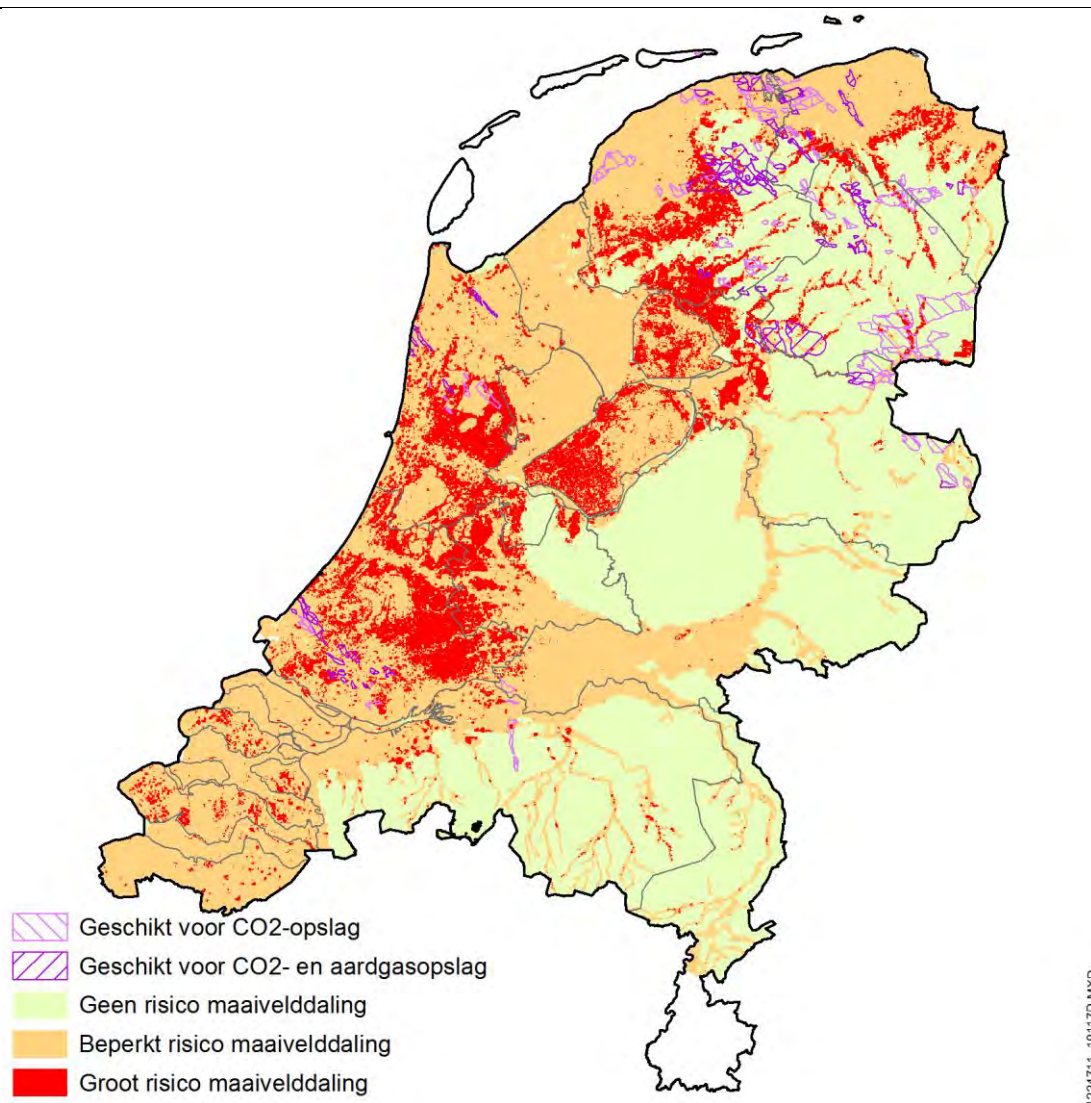 Geschikt voor CO2-opslag
Geschikt voor CO2- en aardgasopslag
Geen risico maaivelddaling
Beperkt risico maaivelddaling
Groot risico maaivelddaling